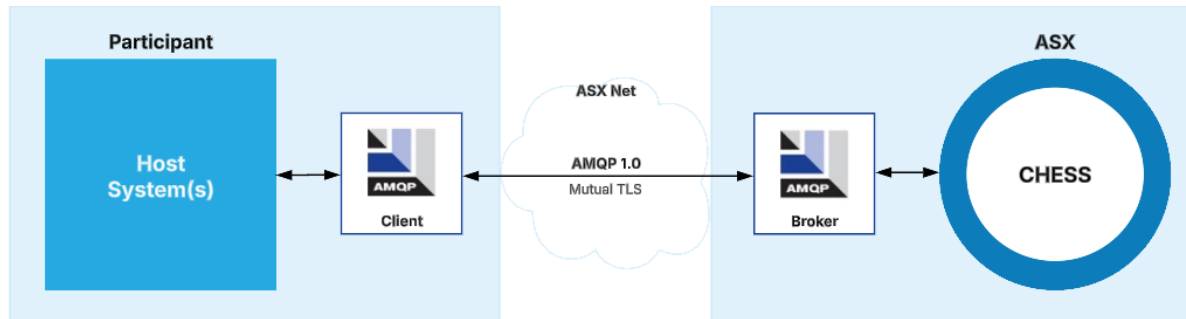 Participant
Host
System(s)
AMQP
Client
ASX Net
AMQP 1.0
Mutual TLS
AMQP
Broker
ASX
CHESS